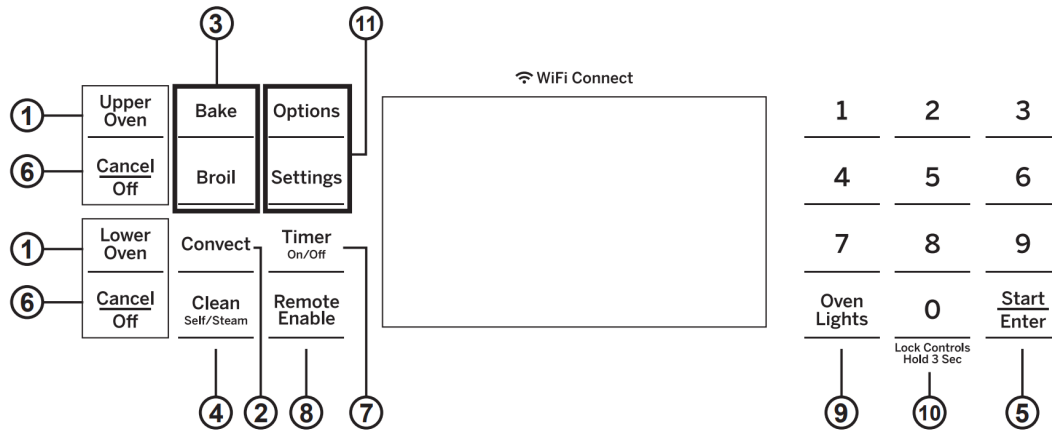 3
11
WiFi Connect
1
Upper
Oven
Bake
Options
1
2
3
6
Cancel
Off
Broil
Settings
4
5
6
1
Lower
Oven
Convect
Timer
On/Off
7
8
9
6
Cancel
Off
Clean
Self/Steam
Remote
Enable
Oven
Lights
0
Start
Enter
Lock Controls
Hold 3 Sec
4
2
8
7
9
10
5